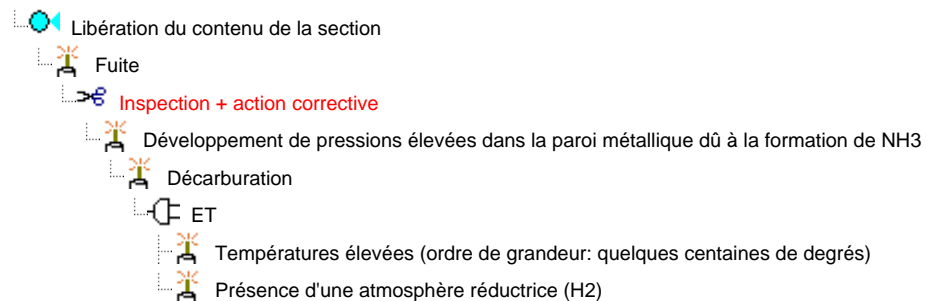 Libération du contenu de la section
Fuite
Inspection + action corrective
Développement de pressions élevées dans la paroi métallique dû à la formation de NH3
Décarburation
ET
Températures élevées (ordre de grandeur: quelques centaines de degrés)
Présence d'une atmosphère réductrice (H2)